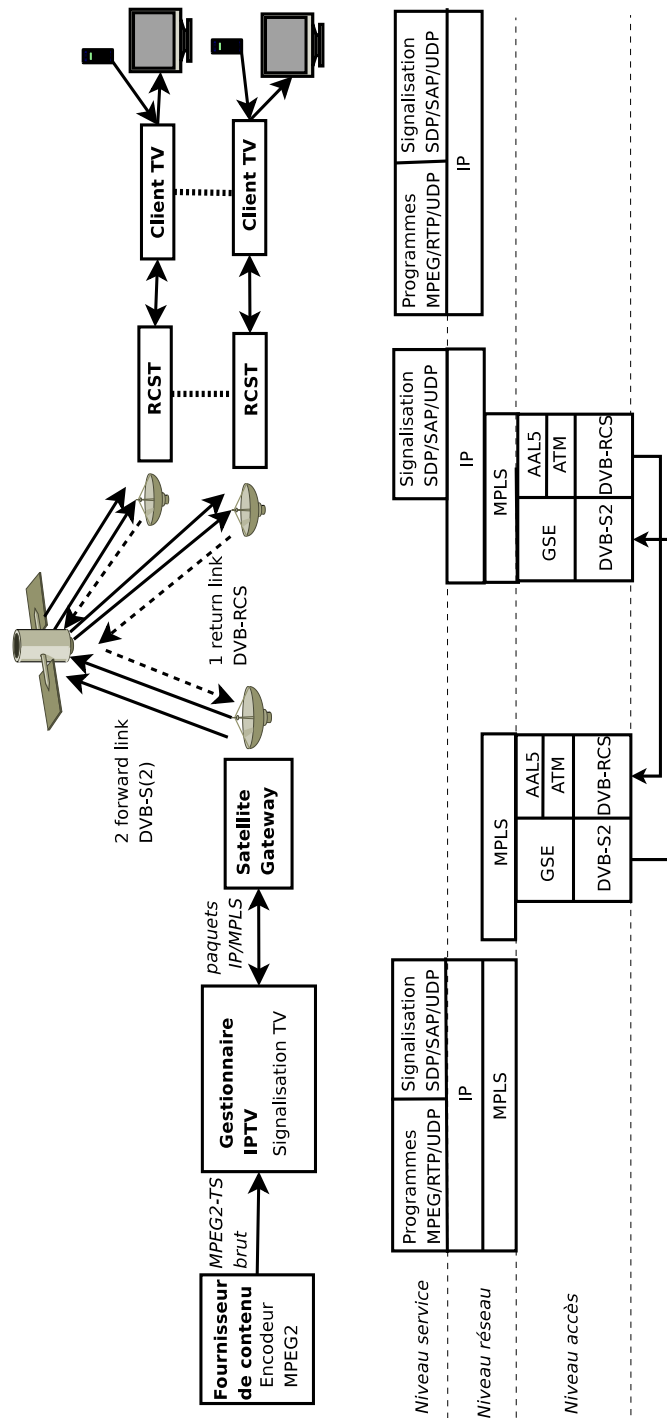 2 forward link
DVB-S(2)
1 return link
DVB-RCS
Fournisseur
de contenu
Encodeur
MPEG2
MPEG2-TS
brut
Gestionnaire
IPTV
Signalisation TV
paquets
IP/MPLS
Satellite
Gateway
RCST
RCST
Client TV
Client TV
Niveau service
Niveau réseau
Niveau accès
Programmes
MPEG/RTP/UDP
Signalisation
SDP/SAP/UDP
IP
MPLS
MPLS
GSE
AAL5
ATM
DVB-S2
DVB-RCS
Signalisation
SDP/SAP/UDP
IP
MPLS
GSE
AAL5
ATM
DVB-S2
DVB-RCS
Programmes
MPEG/RTP/UDP
Signalisation
SDP/SAP/UDP
IP